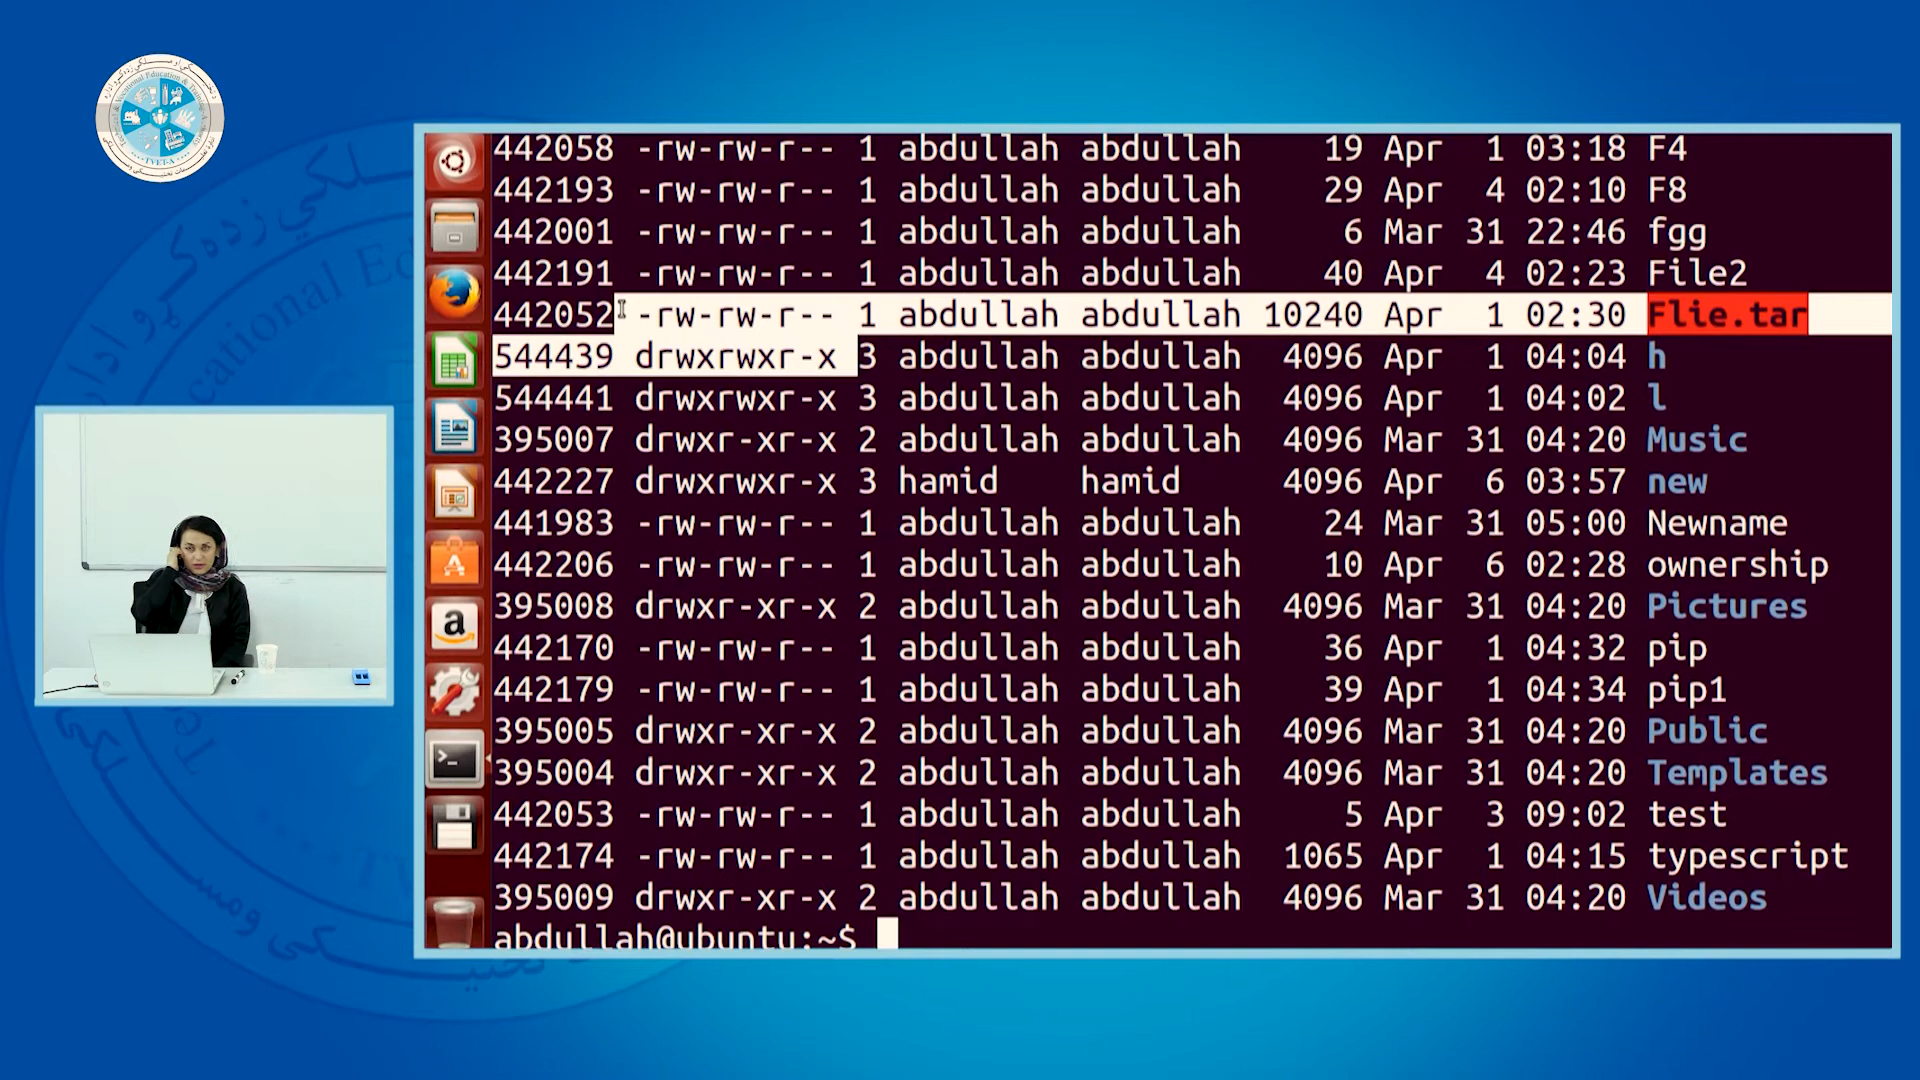 Technical & Vocational Education & Training-A
TVET-A
442058 -rw-rw-r-- 1 abdullah abdullah 19 Apr 1 03:18 F4
442193 -rw-rw-r-- 1 abdullah abdullah 29 Apr 4 02:10 F8
442001 -rw-rw-r-- 1 abdullah abdullah 6 Mar 31 22:46 fgg
442191 -rw-rw-r-- 1 abdullah abdullah 40 Apr 4 02:23 File2
442052 -rw-rw-r-- 1 abdullah abdullah 10240 Apr 1 02:30 Flie.tar
544439 drwxrwxr-x 3 abdullah abdullah 4096 Apr 1 04:04 h
544441 drwxrwxr-x 3 abdullah abdullah 4096 Apr 1 04:02 l
395007 drwxr-xr-x 2 abdullah abdullah 4096 Mar 31 04:20 Music
442227 drwxrwxr-x 3 hamid hamid 4096 Apr 6 03:57 new
441983 -rw-rw-r-- 1 abdullah abdullah 24 Mar 31 05:00 Newname
442206 -rw-rw-r-- 1 abdullah abdullah 10 Apr 6 02:28 ownership
395008 drwxr-xr-x 2 abdullah abdullah 4096 Mar 31 04:20 Pictures
442170 -rw-rw-r-- 1 abdullah abdullah 36 Apr 1 04:32 pip
442179 -rw-rw-r-- 1 abdullah abdullah 39 Apr 1 04:34 pip1
395005 drwxr-xr-x 2 abdullah abdullah 4096 Mar 31 04:20 Public
395004 drwxr-xr-x 2 abdullah abdullah 4096 Mar 31 04:20 Templates
442053 -rw-rw-r-- 1 abdullah abdullah 5 Apr 3 09:02 test
442174 -rw-rw-r-- 1 abdullah abdullah 1065 Apr 1 04:15 typescript
395009 drwxr-xr-x 2 abdullah abdullah 4096 Mar 31 04:20 Videos
abdullah@ubuntu:~$